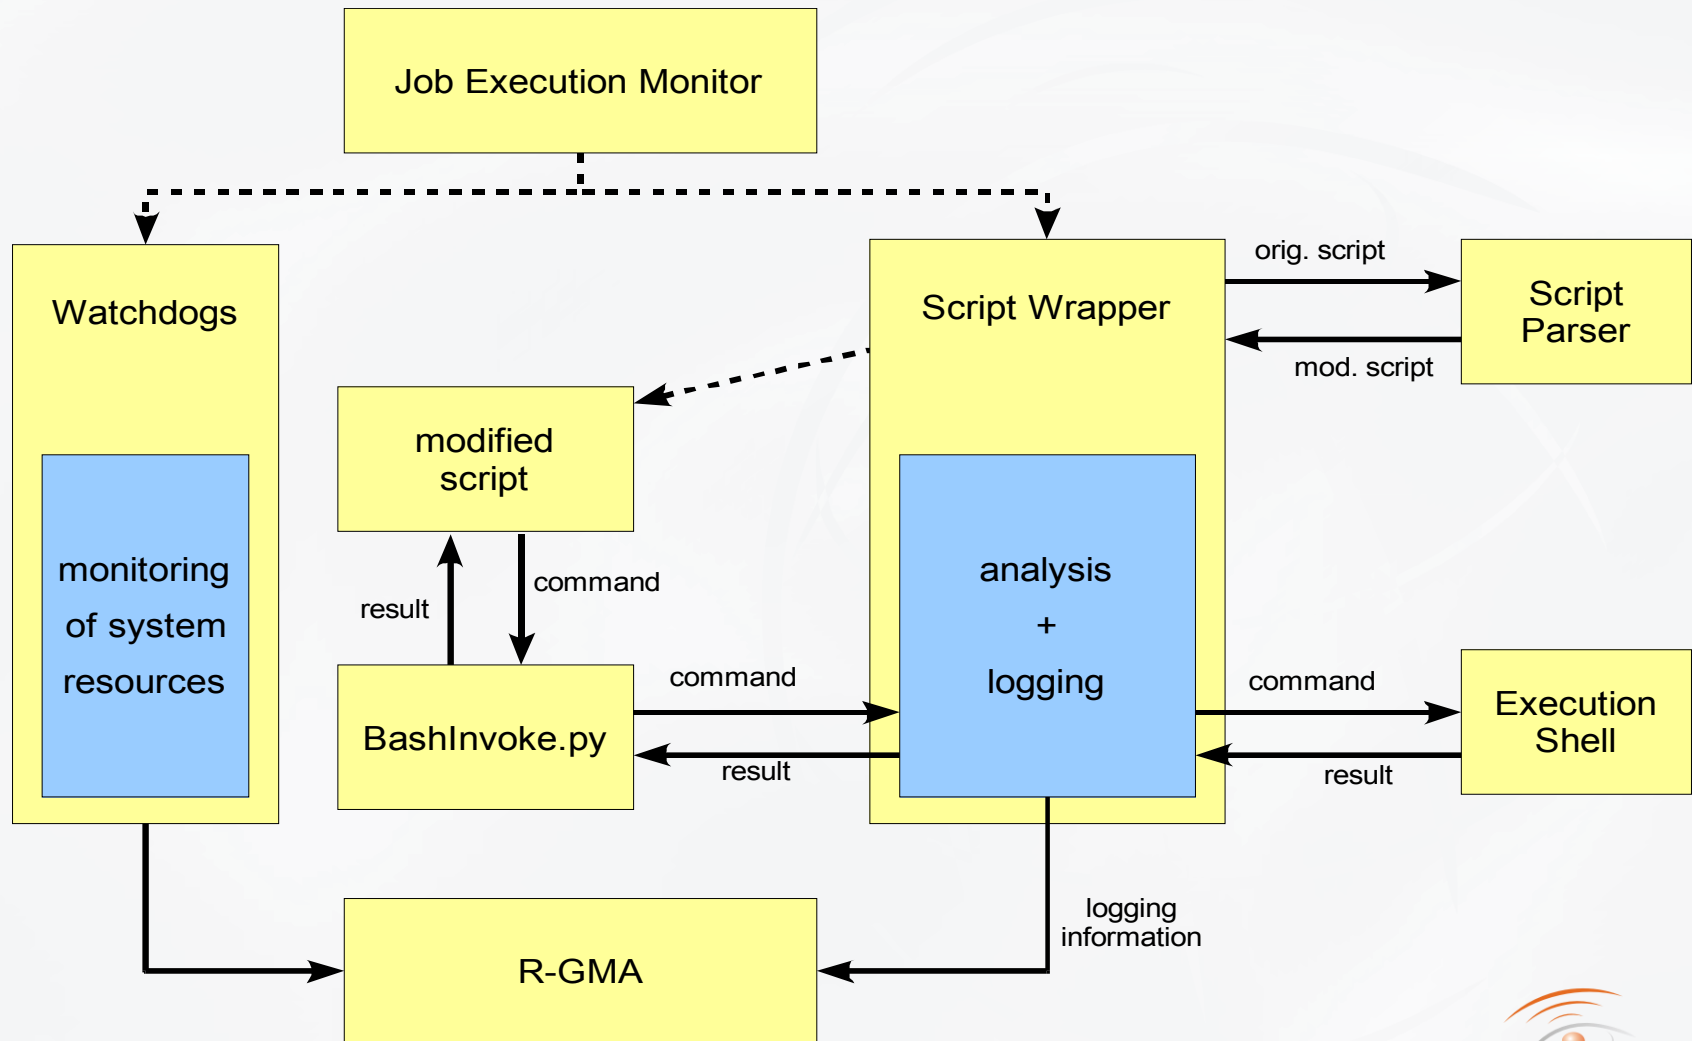 Job Execution Monitor
Watchdogs
monitoring
of system
resources
modified
script
result
command
BashInvoke.py
command
result
Script Wrapper
analysis
+
logging
orig. script
mod. script
Script
Parser
command
result
Execution
Shell
logging
information
R-GMA